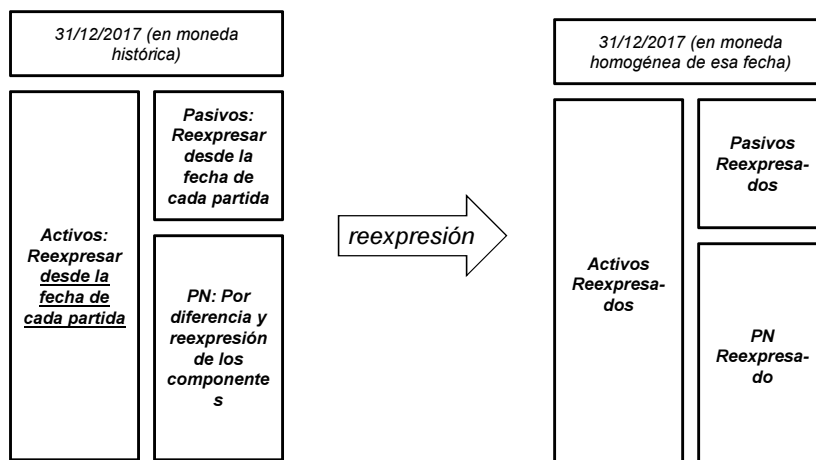 31/12/2017 (en moneda
histórica)
Pasivos:
Reexpresar
desde la
fecha de
cada partida
Activos:
Reexpresar
desde la
fecha de
cada partida
PN: Por
diferencia y
reexpresión
de los
componente
s
reexpresión
31/12/2017 (en moneda
homogénea de esa fecha)
Pasivos
Reexpresa-
dos
Activos
Reexpresa-
dos
PN
Reexpresa-
do